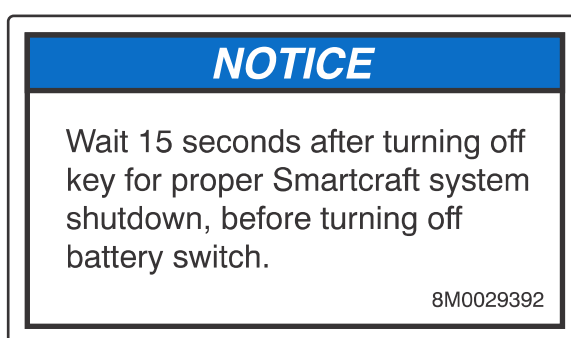 NOTICE
Wait 15 seconds after turning off
key for proper Smartcraft system
shutdown, before turning off
battery switch.
8M0029392